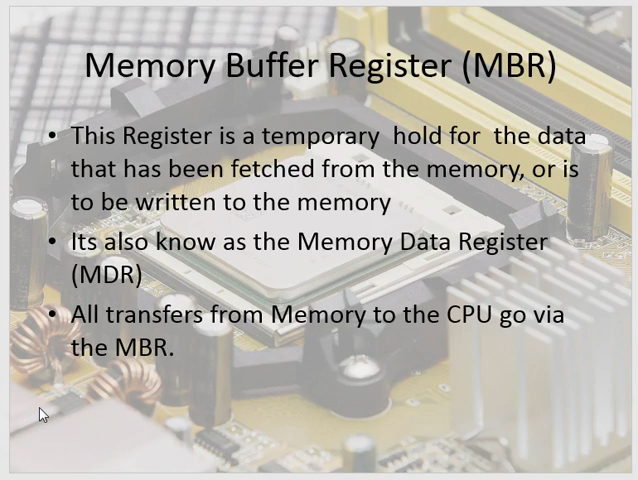 Memory Buffer Register (MBR)
• This Register is a temporary  hold for  the data
that has been fetched from the memory, or is
to be written to the memory
• Its also know as the Memory Data Register
(MDR)
• All transfers from Memory to the CPU go via
the MBR.